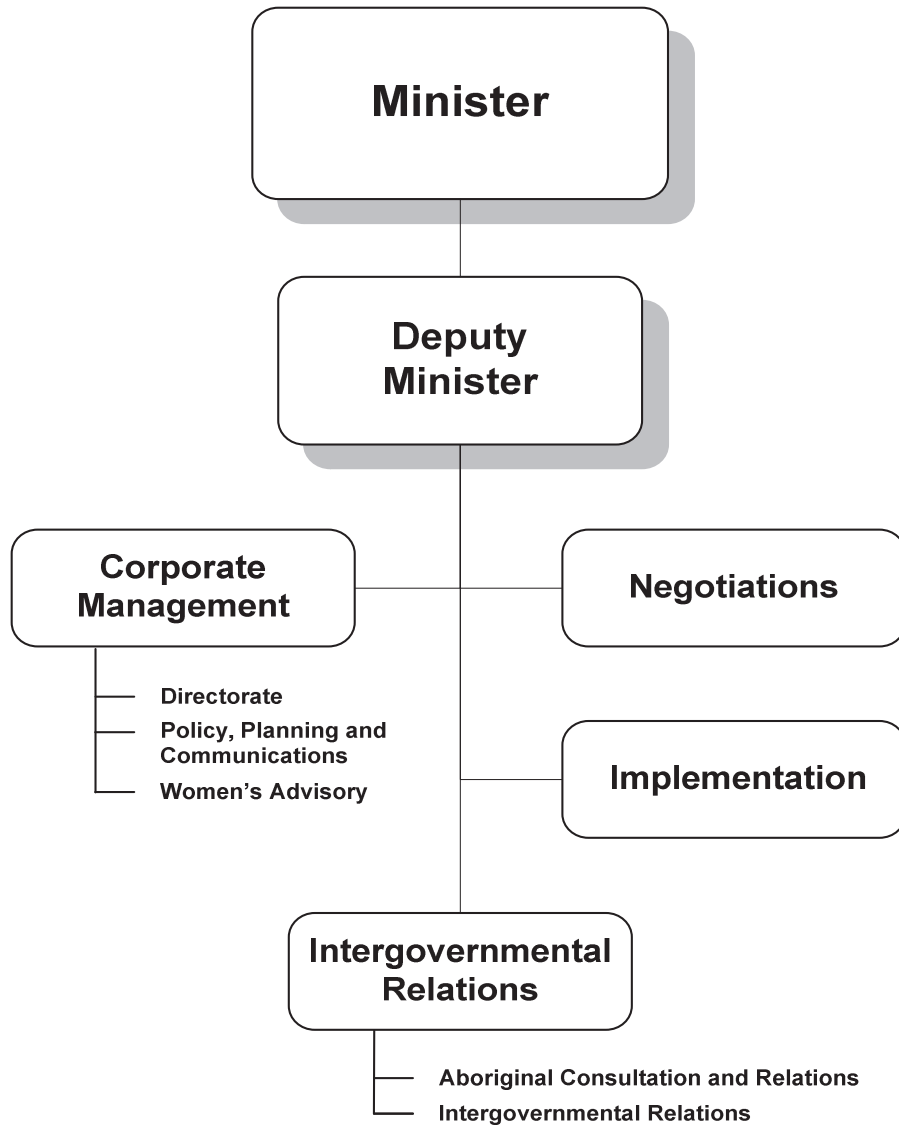 Minister
Deputy
Minister
Corporate
Management
Negotiations
Directorate
Policy, Planning and
Communications
Women's Advisory
Implementation
Intergovernmental
Relations
Aboriginal Consultation and Relations
Intergovernmental Relations